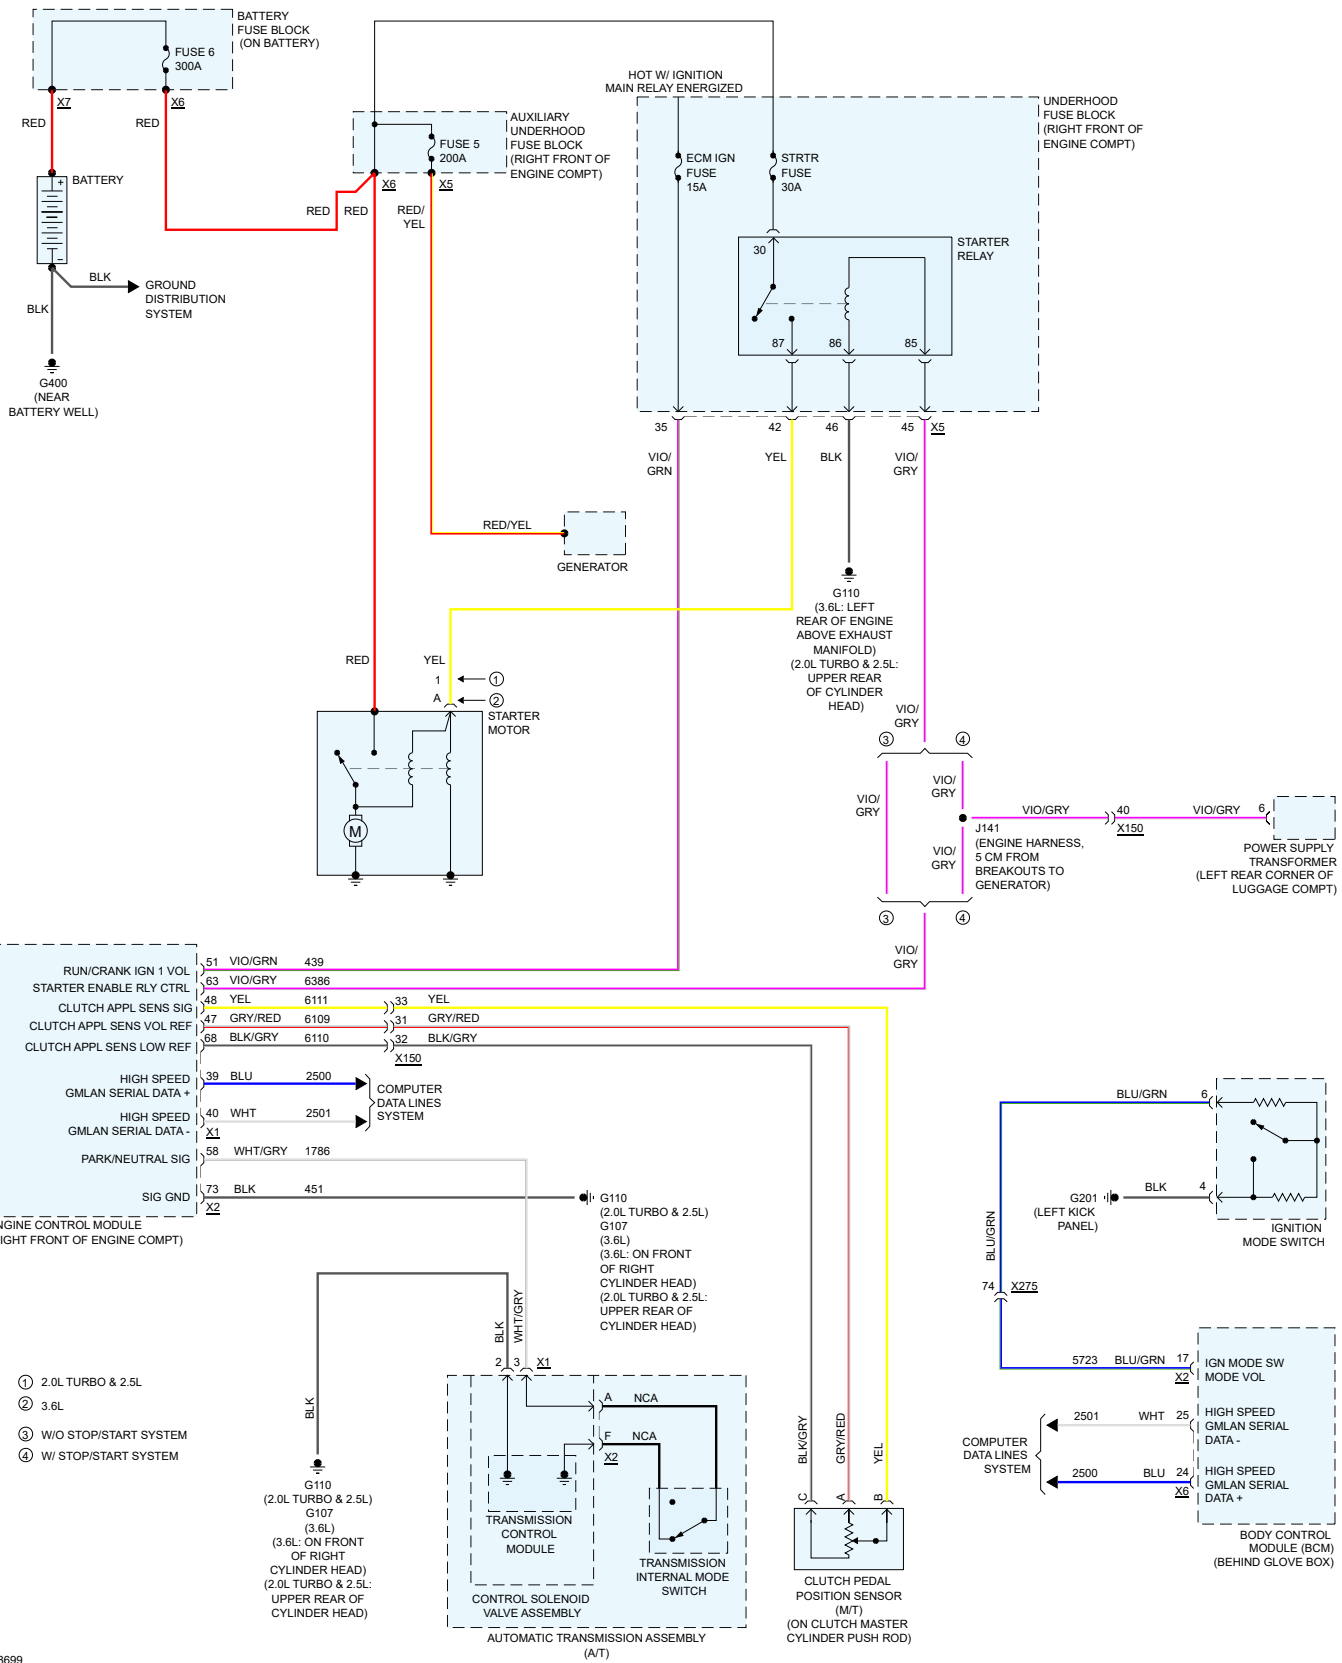 BATTERY
FUSE BLOCK
(ON BATTERY)
FUSE 6
300A
X7
X6
RED
RED
BATTERY
+
−
BLK
BLK
GROUND
DISTRIBUTION
SYSTEM
G400
(NEAR
BATTERY WELL)
AUXILIARY
UNDERHOOD
FUSE BLOCK
(RIGHT FRONT OF
ENGINE COMPT)
FUSE 5
200A
X6
X5
RED
RED
RED/
YEL
HOT W/ IGNITION
MAIN RELAY ENERGIZED
UNDERHOOD
FUSE BLOCK
(RIGHT FRONT OF
ENGINE COMPT)
ECM IGN
FUSE
15A
STRTR
FUSE
30A
STARTER
RELAY
30
87
86
85
35
42
46
45
X5
VIO/
GRN
YEL
BLK
VIO/
GRY
RED/YEL
GENERATOR
G110
(3.6L: LEFT
REAR OF ENGINE
ABOVE EXHAUST
MANIFOLD)
(2.0L TURBO & 2.5L:
UPPER REAR
OF CYLINDER
HEAD)
RED
YEL
1
1
A
2
STARTER
MOTOR
M
VIO/
GRY
3
4
VIO/
GRY
VIO/
GRY
VIO/
GRY
J141
(ENGINE HARNESS,
5 CM FROM
BREAKOUTS TO
GENERATOR)
VIO/GRY
40
X150
VIO/GRY
6
POWER SUPPLY
TRANSFORMER
(LEFT REAR CORNER OF
LUGGAGE COMPT)
3
4
VIO/
GRY
RUN/CRANK IGN 1 VOL
51 VIO/GRN 439
STARTER ENABLE RLY CTRL
63 VIO/GRY 6386
CLUTCH APPL SENS SIG
48 YEL 6111 33 YEL
CLUTCH APPL SENS VOL REF
47 GRY/RED 6109 31 GRY/RED
CLUTCH APPL SENS LOW REF
68 BLK/GRY 6110 32 BLK/GRY
X150
HIGH SPEED
GMLAN SERIAL DATA +
39 BLU 2500
HIGH SPEED
GMLAN SERIAL DATA -
40 WHT 2501
X1
COMPUTER
DATA LINES
SYSTEM
PARK/NEUTRAL SIG
58 WHT/GRY 1786
SIG GND
73 BLK 451
X2
NGINE CONTROL MODULE
IGHT FRONT OF ENGINE COMPT)
G110
(2.0L TURBO & 2.5L)
G107
(3.6L)
(3.6L: ON FRONT
OF RIGHT
CYLINDER HEAD)
(2.0L TURBO & 2.5L:
UPPER REAR OF
CYLINDER HEAD)
BLU/GRN
6
G201
(LEFT KICK
PANEL)
BLK
4
IGNITION
MODE SWITCH
BLU/GRN
74
X275
5723 BLU/GRN 17
X2
IGN MODE SW
MODE VOL
2501 WHT 25
HIGH SPEED
GMLAN SERIAL
DATA -
2500 BLU 24
X6
HIGH SPEED
GMLAN SERIAL
DATA +
COMPUTER
DATA LINES
SYSTEM
BODY CONTROL
MODULE (BCM)
(BEHIND GLOVE BOX)
1 2.0L TURBO & 2.5L
2 3.6L
3 W/O STOP/START SYSTEM
4 W/ STOP/START SYSTEM
BLK
BLK
WHT/GRY
2
3
X1
G110
(2.0L TURBO & 2.5L)
G107
(3.6L)
(3.6L: ON FRONT
OF RIGHT
CYLINDER HEAD)
(2.0L TURBO & 2.5L:
UPPER REAR OF
CYLINDER HEAD)
A
NCA
F
NCA
X2
TRANSMISSION
CONTROL
MODULE
TRANSMISSION
INTERNAL MODE
SWITCH
CONTROL SOLENOID
VALVE ASSEMBLY
AUTOMATIC TRANSMISSION ASSEMBLY
(A/T)
BLK/GRY
GRY/RED
YEL
C
A
B
CLUTCH PEDAL
POSITION SENSOR
(M/T)
(ON CLUTCH MASTER
CYLINDER PUSH ROD)
3699